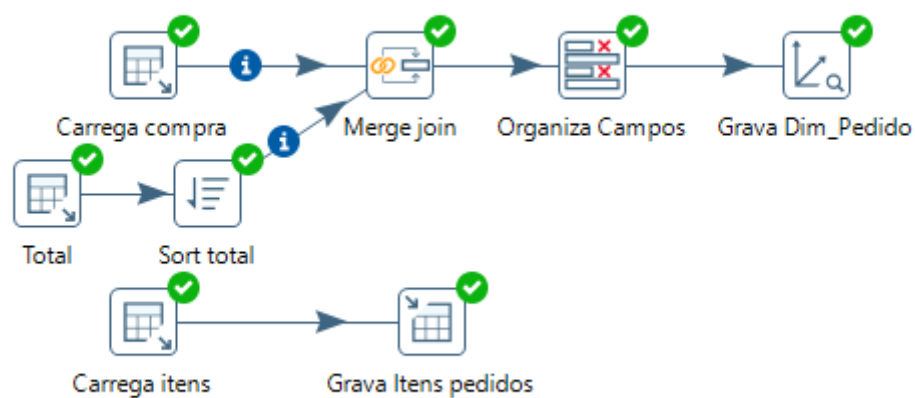 Carrega compra
Merge join
Organiza Campos
Grava Dim_Pedido
Total
Sort total
Carrega itens
Grava Itens pedidos